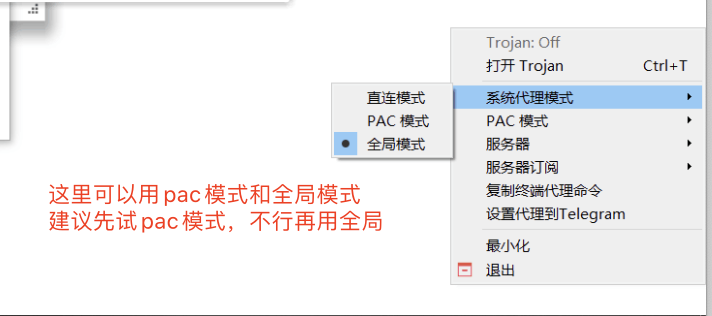 Trojan: Off
打开 Trojan Ctrl+T
直连模式 系统代理模式
PAC 模式 PAC 模式
全局模式 服务器
服务器订阅
复制终端代理命令
设置代理到Telegram
最小化
退出
这里可以用pac模式和全局模式
建议先试pac模式，不行再用全局